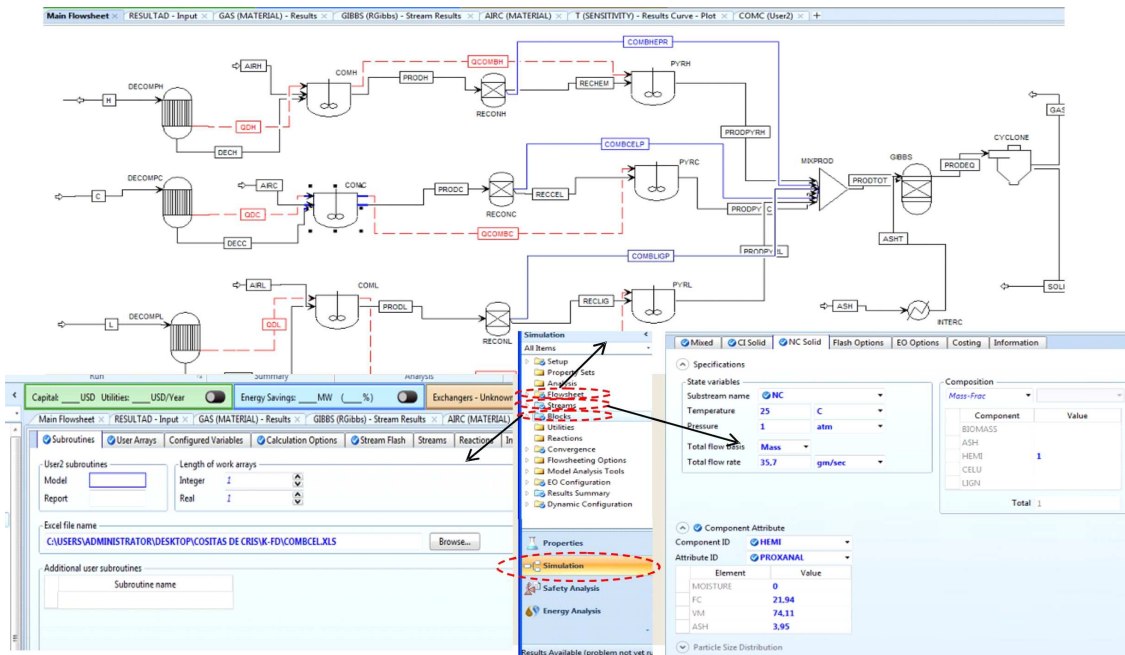 Main Flowsheet × RESULTAD - Input × GAS (MATERIAL) - Results × GIBBS (RGibbs) - Stream Results × AIRC (MATERIAL) × T (SENSITIVITY) - Results Curve - Plot × COMC (User2) × +
COMBHEPR
AIRH
COMH
QCOMBH
PYRH
DECOMPH
PRODH
RECHEM
H
RECONH
QDH
DECH
PRODPYRH
GAS
COMBCELP
CYCLONE
MIXPROD
GIBBS
PRODEQ
DECOMPC
AIRC
COMC
PRODC
PYRC
PRODTOT
C
RECCEL
QDC
RECONC
PRODPY C
DECC
QCOMBC
ASHT
COMBLIGP
AIRL
COML
PYRL
DECOMPL
PRODL
RECLIG
ASH
L
QDL
RECONL
INTERC
Run Summary Analysis
Capital: ____USD Utilities: ____USD/Year
Energy Savings: ____MW (____%)
Exchangers - Unknown
Main Flowsheet × RESULTAD - Input × GAS (MATERIAL) - Results × GIBBS (RGibbs) - Stream Results × AIRC (MATERIAL)
Subroutines User Arrays Configured Variables Calculation Options Stream Flash Streams Reactions
User2 subroutines
Model
Report
Length of work arrays
Integer 1
Real 1
Excel file name
C:\USERS\ADMINISTRATOR\DESKTOP\COSITAS DE CRIS\K-FD\COMBCEL.XLS
Browse...
Additional user subroutines
Subroutine name
Simulation <
All Items
Setup
Property Sets
Analysis
Flowsheet
Streams
Blocks
Utilities
Reactions
Convergence
Flowsheeting Options
Model Analysis Tools
EO Configuration
Results Summary
Dynamic Configuration
Properties
Simulation
Safety Analysis
Energy Analysis
Results Available (problem not yet
Mixed CI Solid NC Solid Flash Options EO Options Costing Information
Specifications
State variables
Substream name NC
Temperature 25 C
Pressure 1 atm
Total flow basis Mass
Total flow rate 35,7 gm/sec
Composition
Mass-Frac
Component Value
BIOMASS
ASH
HEMI 1
CELU
LIGN
Total 1
Component Attribute
Component ID HEMI
Attribute ID PROXANAL
Element Value
MOISTURE 0
FC 21,94
VM 74,11
ASH 3,95
Particle Size Distribution